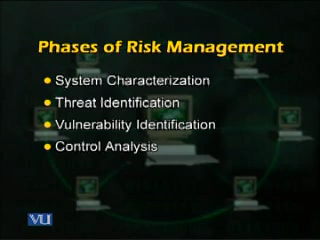 Phases of Risk Management
System Characterization
Threat Identification
Vulnerability Identification
Control Analysis
VU